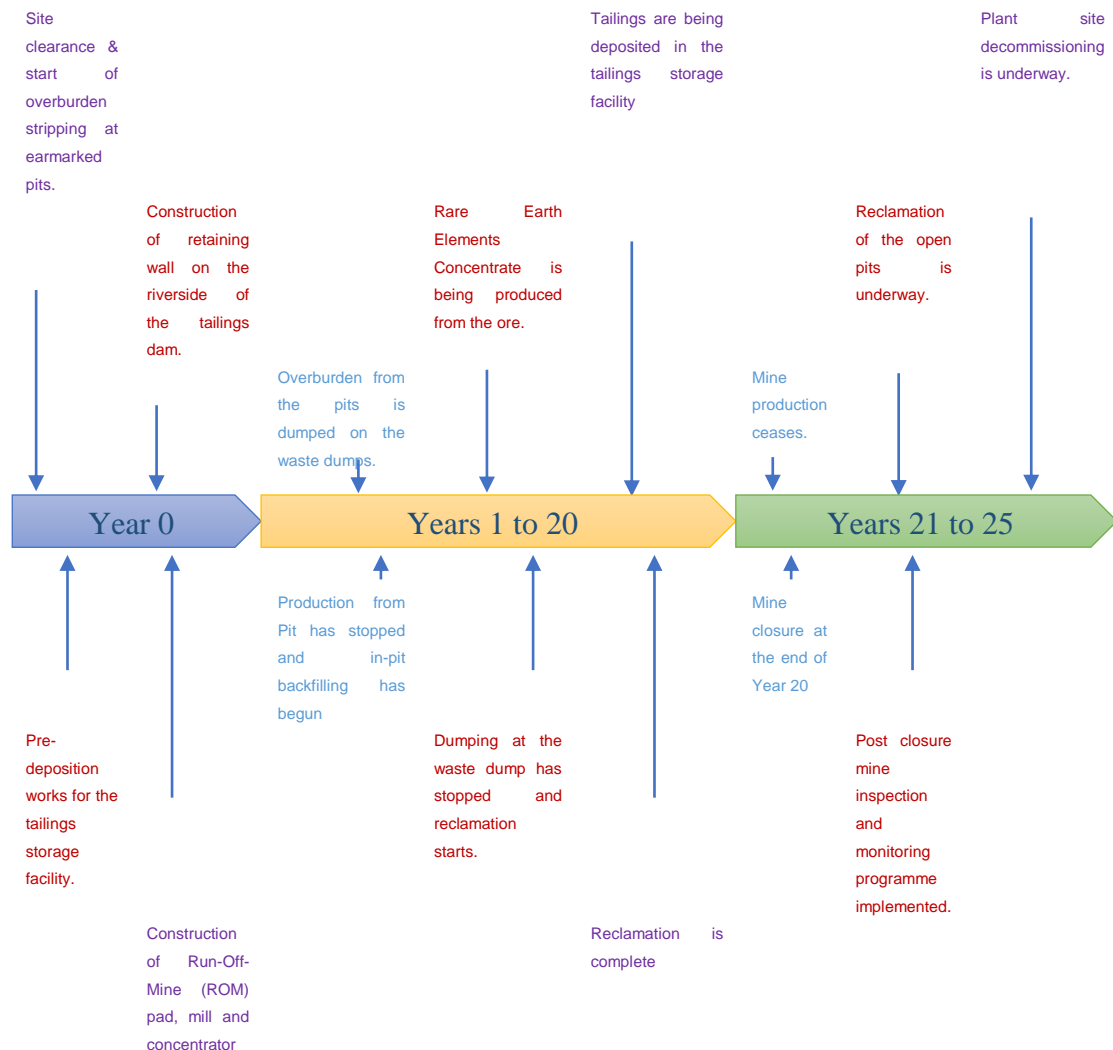 Site
clearance &
start of
overburden
stripping at
earmarked
pits.
Tailings are being
deposited in the
tailings storage
facility
Plant site
decommissioning
is underway.
Construction
of retaining
wall on the
riverside of
the tailings
dam.
Rare Earth
Elements
Concentrate is
being produced
from the ore.
Reclamation
of the open
pits is
underway.
Overburden from
the pits is
dumped on the
waste dumps.
Mine
production
ceases.
Year 0
Years 1 to 20
Years 21 to 25
Production from
Pit has stopped
and in-pit
backfilling has
begun
Mine
closure at
the end of
Year 20
Pre-
deposition
works for the
tailings
storage
facility.
Dumping at the
waste dump has
stopped and
reclamation
starts.
Post closure
mine
inspection
and
monitoring
programme
implemented.
Construction
of Run-Off-
Mine (ROM)
pad, mill and
concentrator
Reclamation is
complete